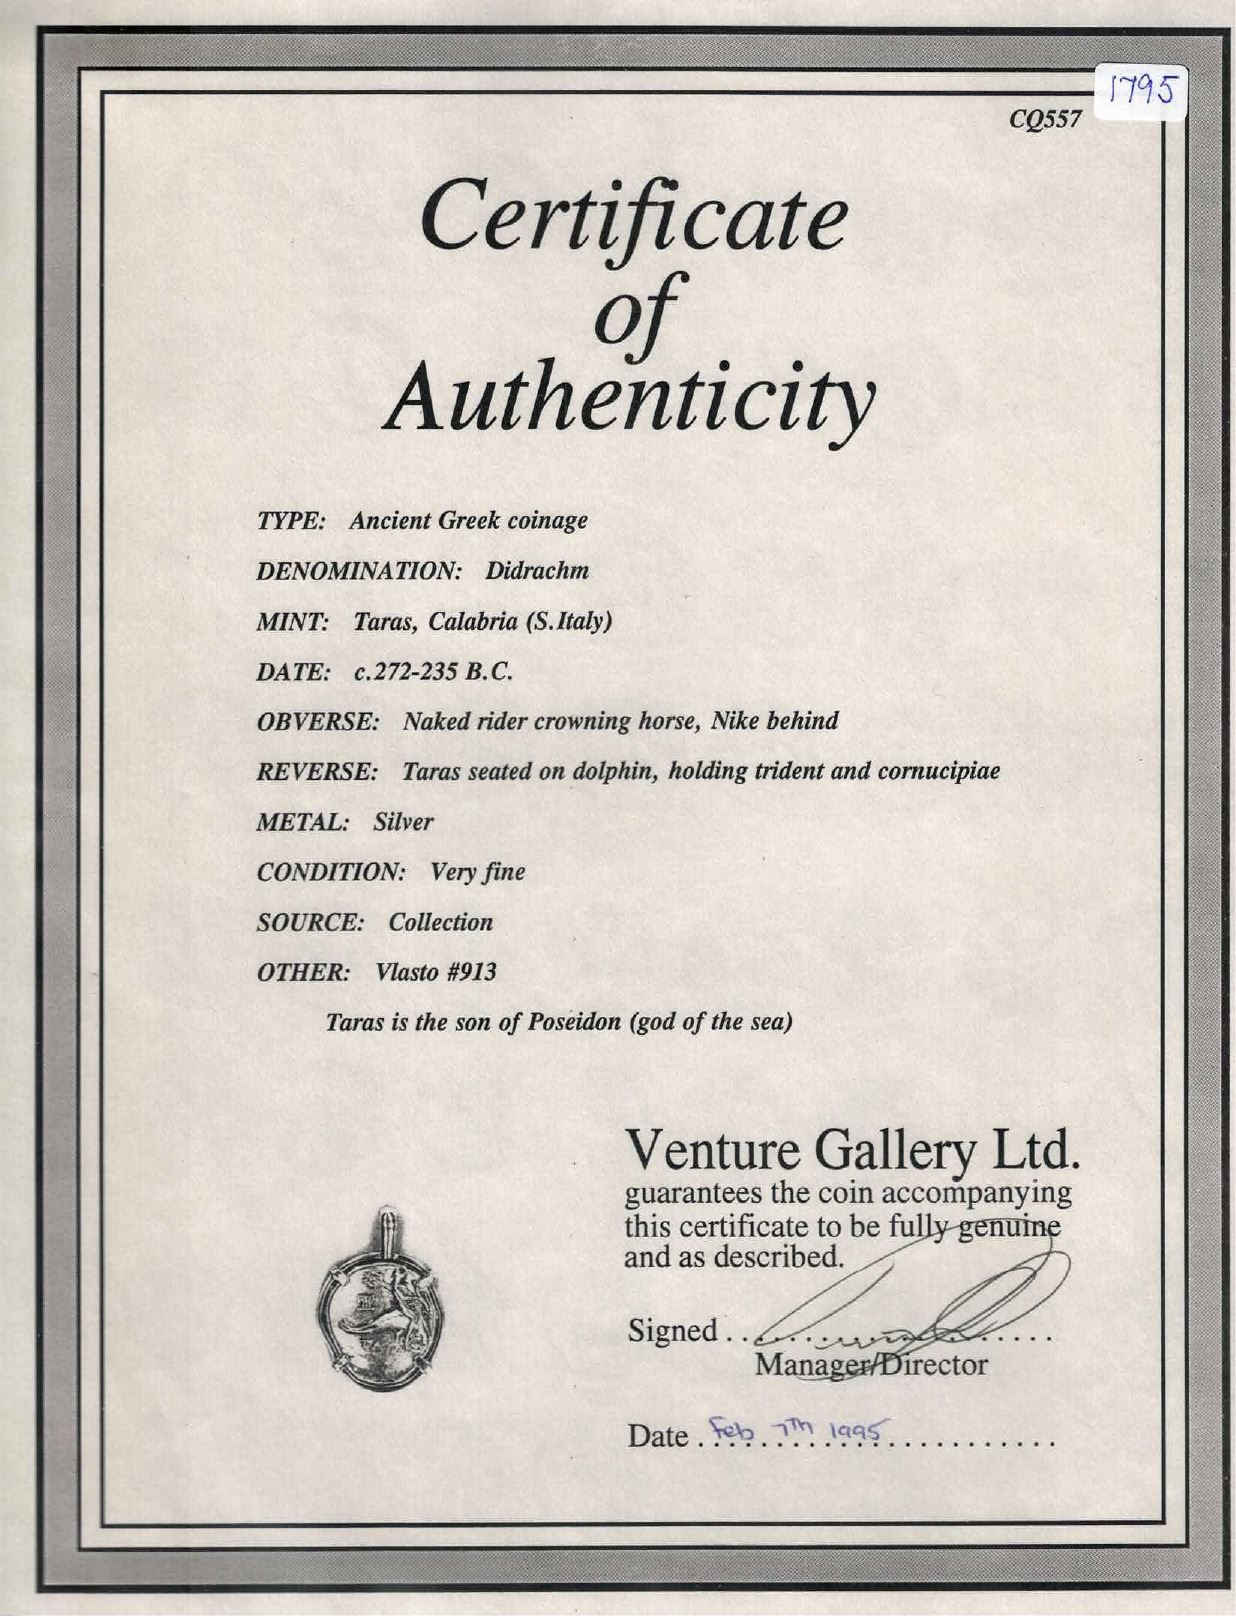 1795
CQ557
Certificate
of
Authenticity
TYPE: Ancient Greek coinage
DENOMINATION: Didrachm
MINT: Taras, Calabria (S.Italy)
DATE: c.272-235 B.C.
OBVERSE: Naked rider crowning horse, Nike behind
REVERSE: Taras seated on dolphin, holding trident and cornucipiae
METAL: Silver
CONDITION: Very fine
SOURCE: Collection
OTHER: Vlasto #913
Taras is the son of Poseidon (god of the sea)
Venture Gallery Ltd.
guarantees the coin accompanying
this certificate to be fully genuine
and as described.
Signed
Manager/Director
Date Feb 7th 1995